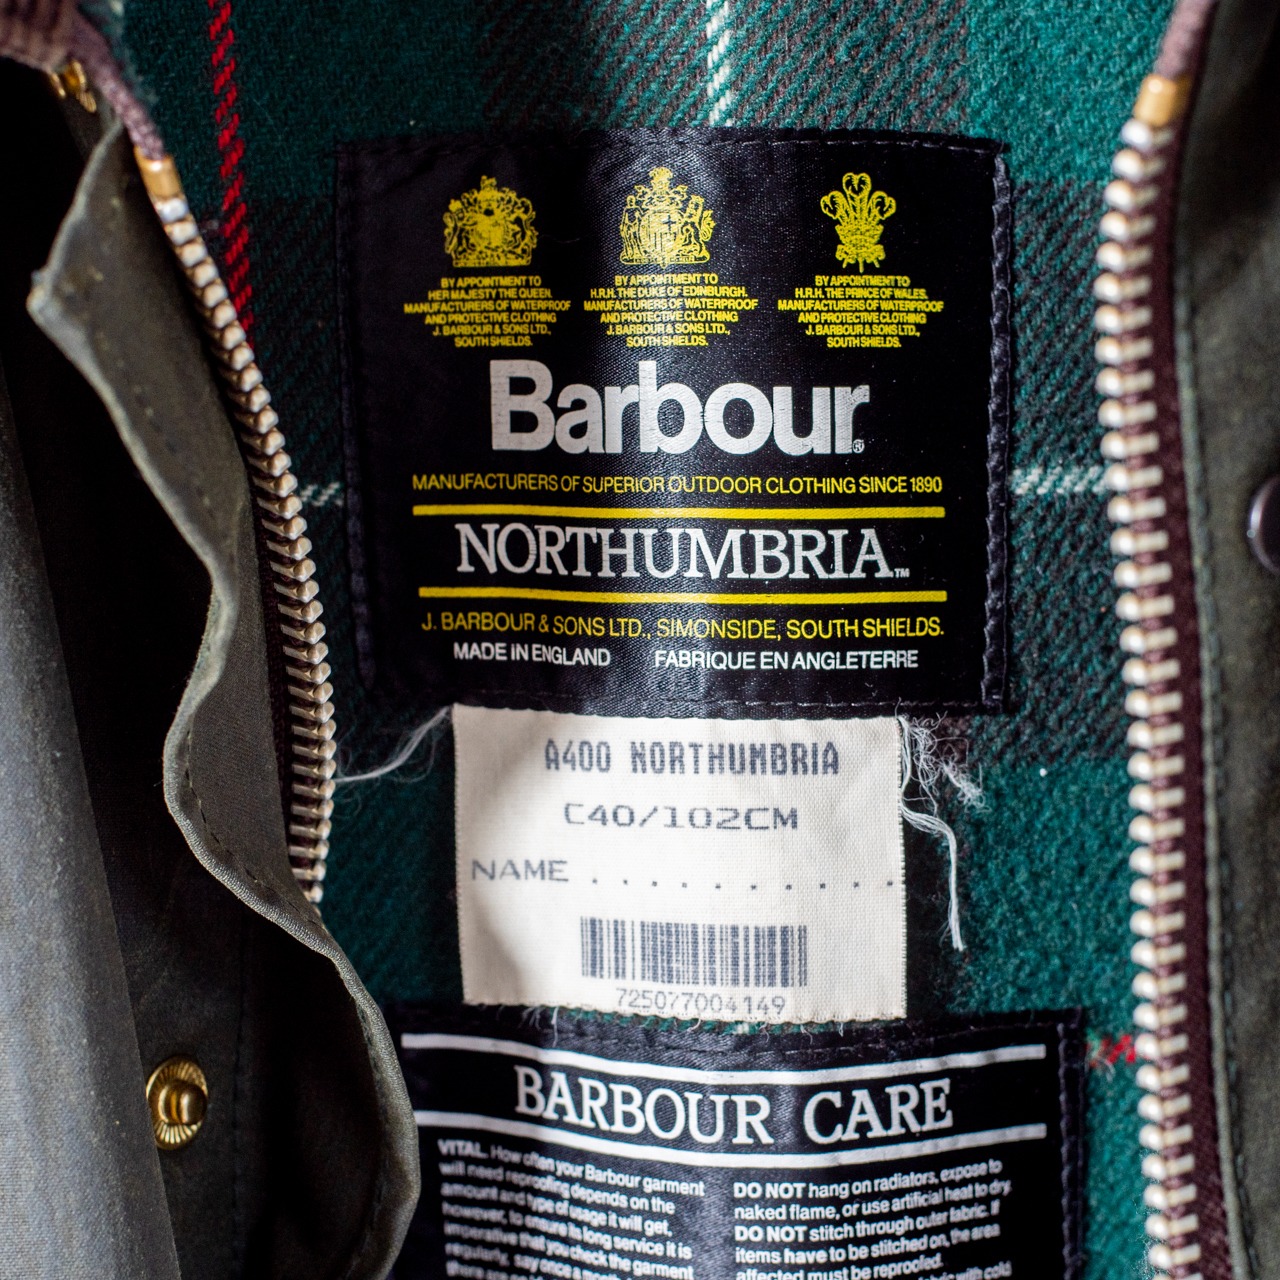 BY APPOINTMENT TO
HER MAJESTY THE QUEEN.
MANUFACTURERS OF WATERPROOF
AND PROTECTIVE CLOTHING
J. BARBOUR & SONS LTD.,
SOUTH SHIELDS.
BY APPOINTMENT TO
H.R.H. THE DUKE OF EDINBURGH.
MANUFACTURERS OF WATERPROOF
AND PROTECTIVE CLOTHING
J. BARBOUR & SONS LTD.,
SOUTH SHIELDS.
BY APPOINTMENT TO
H.R.H. THE PRINCE OF WALES.
MANUFACTURERS OF WATERPROOF
AND PROTECTIVE CLOTHING
J. BARBOUR & SONS LTD.,
SOUTH SHIELDS.
Barbour®
MANUFACTURERS OF SUPERIOR OUTDOOR CLOTHING SINCE 1890
NORTHUMBRIA™
J. BARBOUR & SONS LTD., SIMONSIDE, SOUTH SHIELDS.
MADE IN ENGLAND FABRIQUE EN ANGLETERRE
A400 NORTHUMBRIA
C40/102CM
NAME . . . . . . . . . .
725077004149
BARBOUR CARE
VITAL. How often your Barbour garment
will need reproofing depends on the
amount and type of usage it will get,
however, to ensure its long service it is
imperative that you check the garment
regularly, say once a
DO NOT hang on radiators, expose to
naked flame, or use artificial heat to dry.
DO NOT stitch through outer fabric. If
items have to be stitched on, the area
affected must be reproofed.
with cold